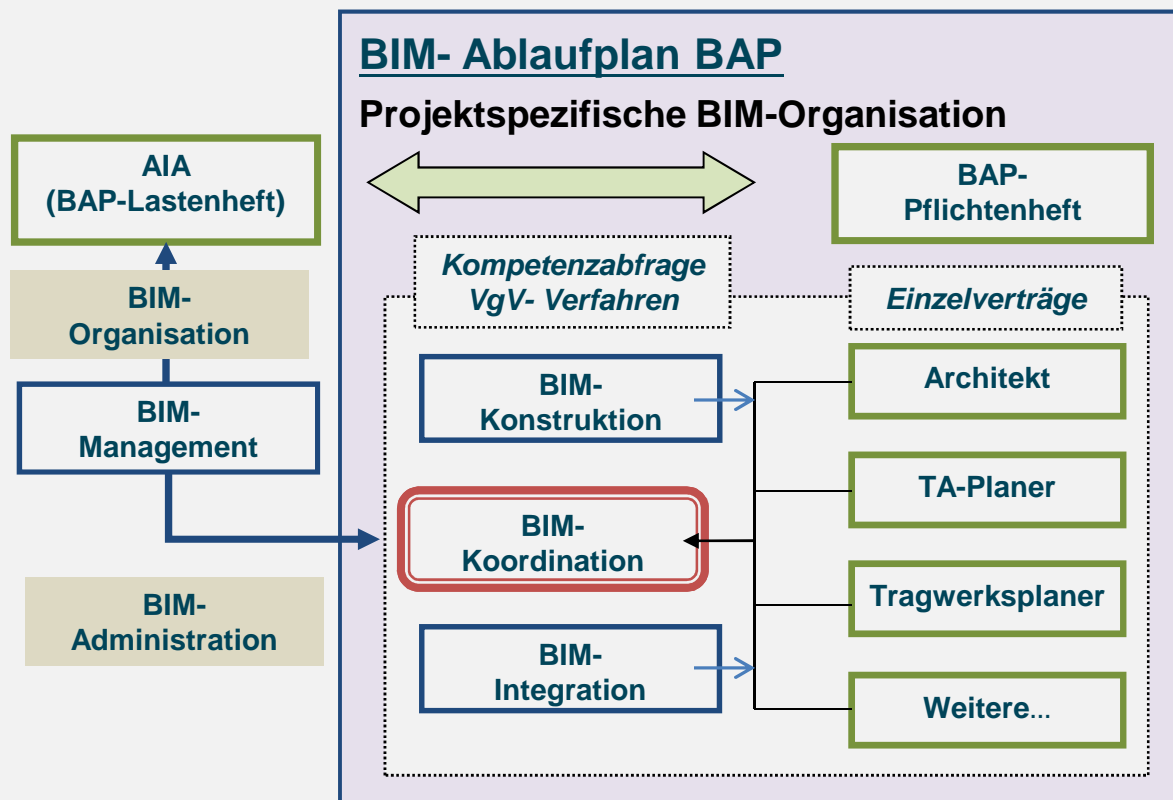 BIM- Ablaufplan BAP
Projektspezifische BIM-Organisation
AIA
(BAP-Lastenheft)
BAP-
Pflichtenheft
BIM-
Organisation
Kompetenzabfrage
VgV- Verfahren
Einzelverträge
BIM-
Management
BIM-
Konstruktion
Architekt
TA-Planer
BIM-
Koordination
BIM-
Administration
Tragwerksplaner
BIM-
Integration
Weitere...